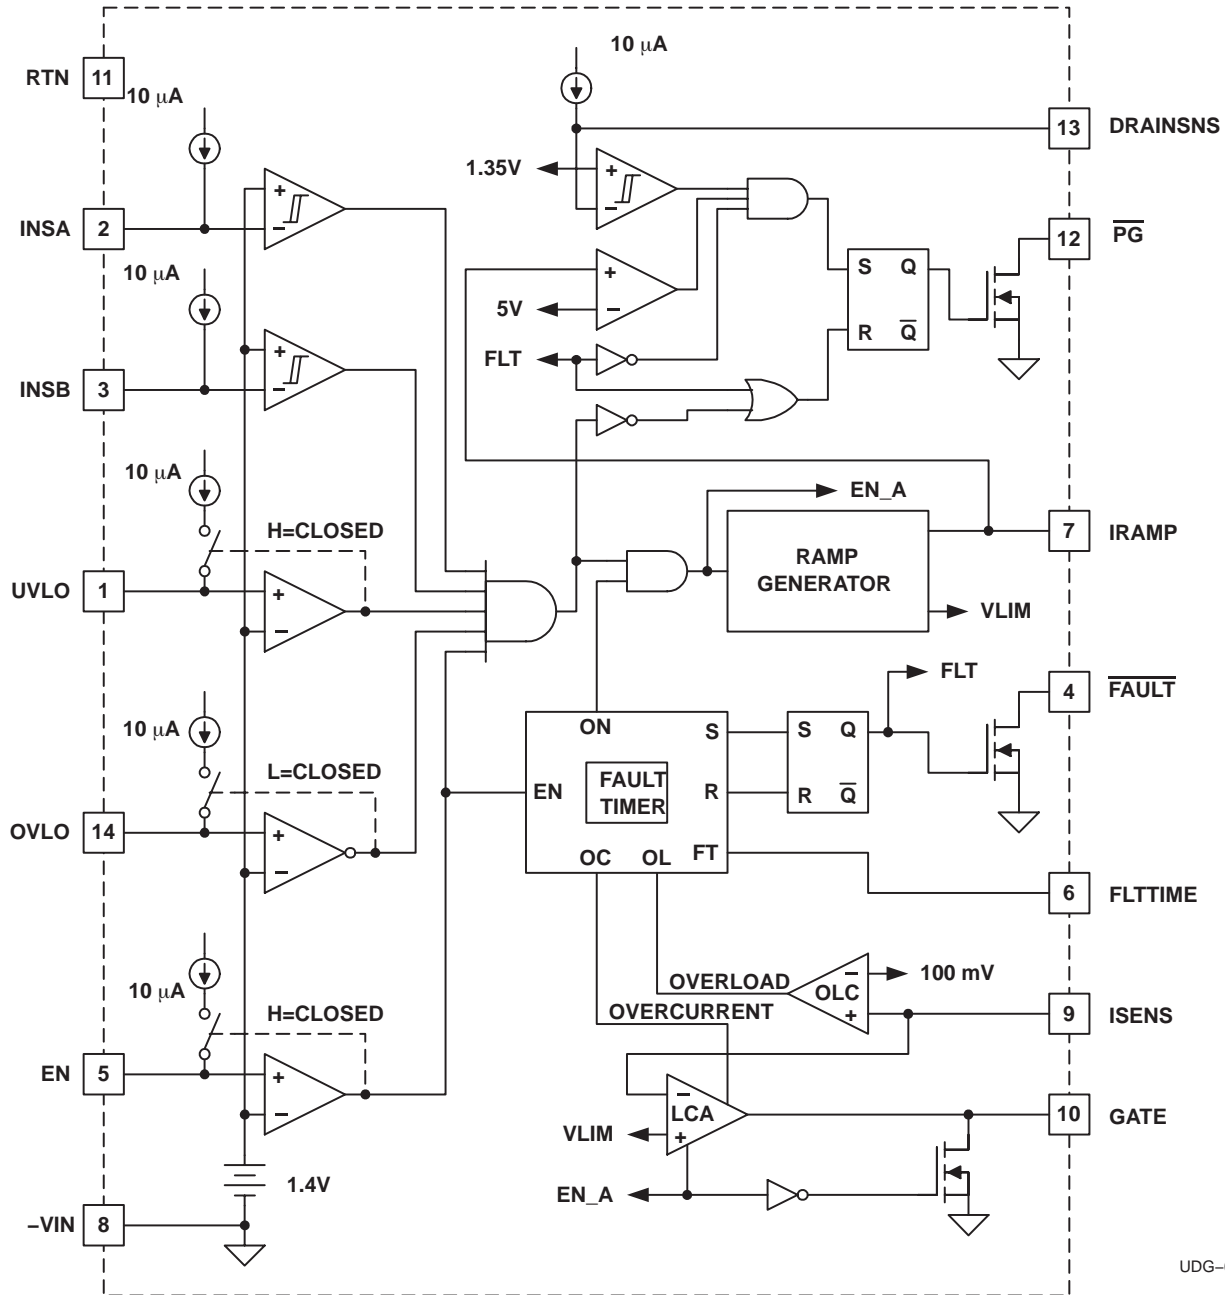 10 μA
RTN 11
10 μA
13 DRAINSNS
1.35V
+
−
+
−
INSA 2
12 PG
10 μA
+
−
S Q
R Q
5V
FLT
+
−
INSB 3
10 μA
EN_A
H=CLOSED
7 IRAMP
RAMP
GENERATOR
UVLO 1
+
−
VLIM
FLT
4 FAULT
10 μA
ON
S
S Q
L=CLOSED
EN
FAULT
TIMER
R
R Q
OVLO 14
+
−
OC OL FT
6 FLTTIME
OVERLOAD
−
OLC
+
100 mV
10 μA
H=CLOSED
OVERCURRENT
9 ISENS
EN 5
+
−
−
LCA
+
10 GATE
VLIM
1.4V
EN_A
−VIN 8